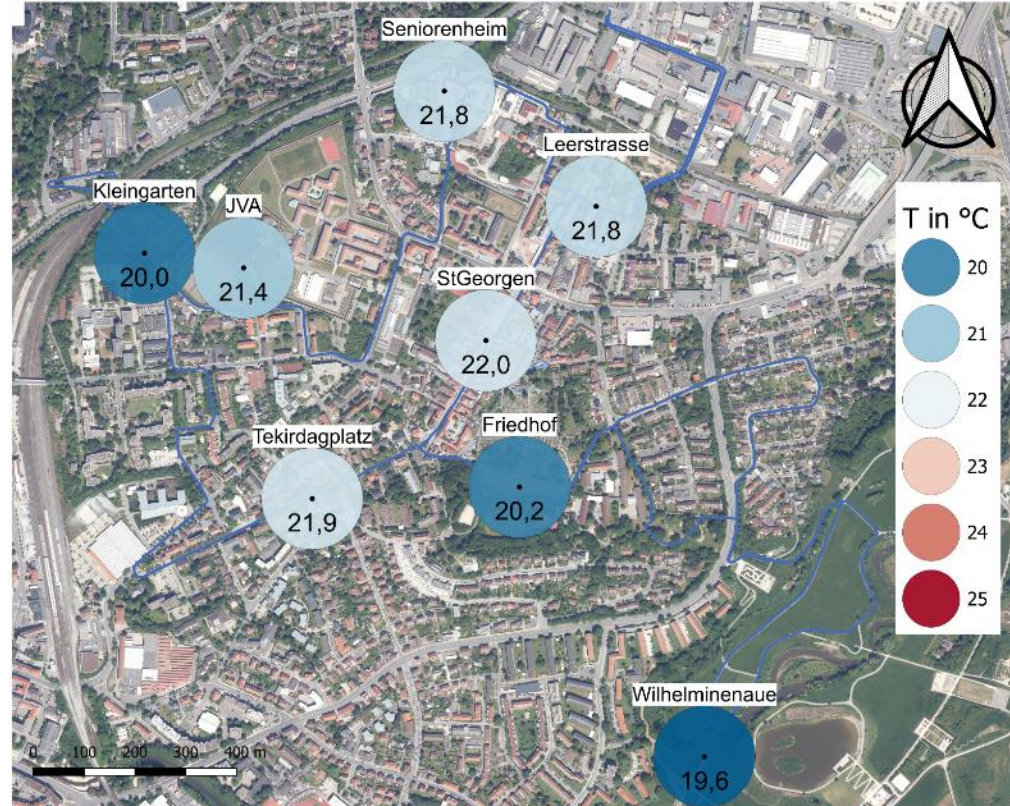 Seniorenheim
21,8
Leerstrasse
21,8
Kleingarten
20,0
JVA
21,4
StGeorgen
22,0
Tekirdagplatz
21,9
Friedhof
20,2
Wilhelminenaue
19,6
T in °C
20
21
22
23
24
25
0 100 200 300 400 m